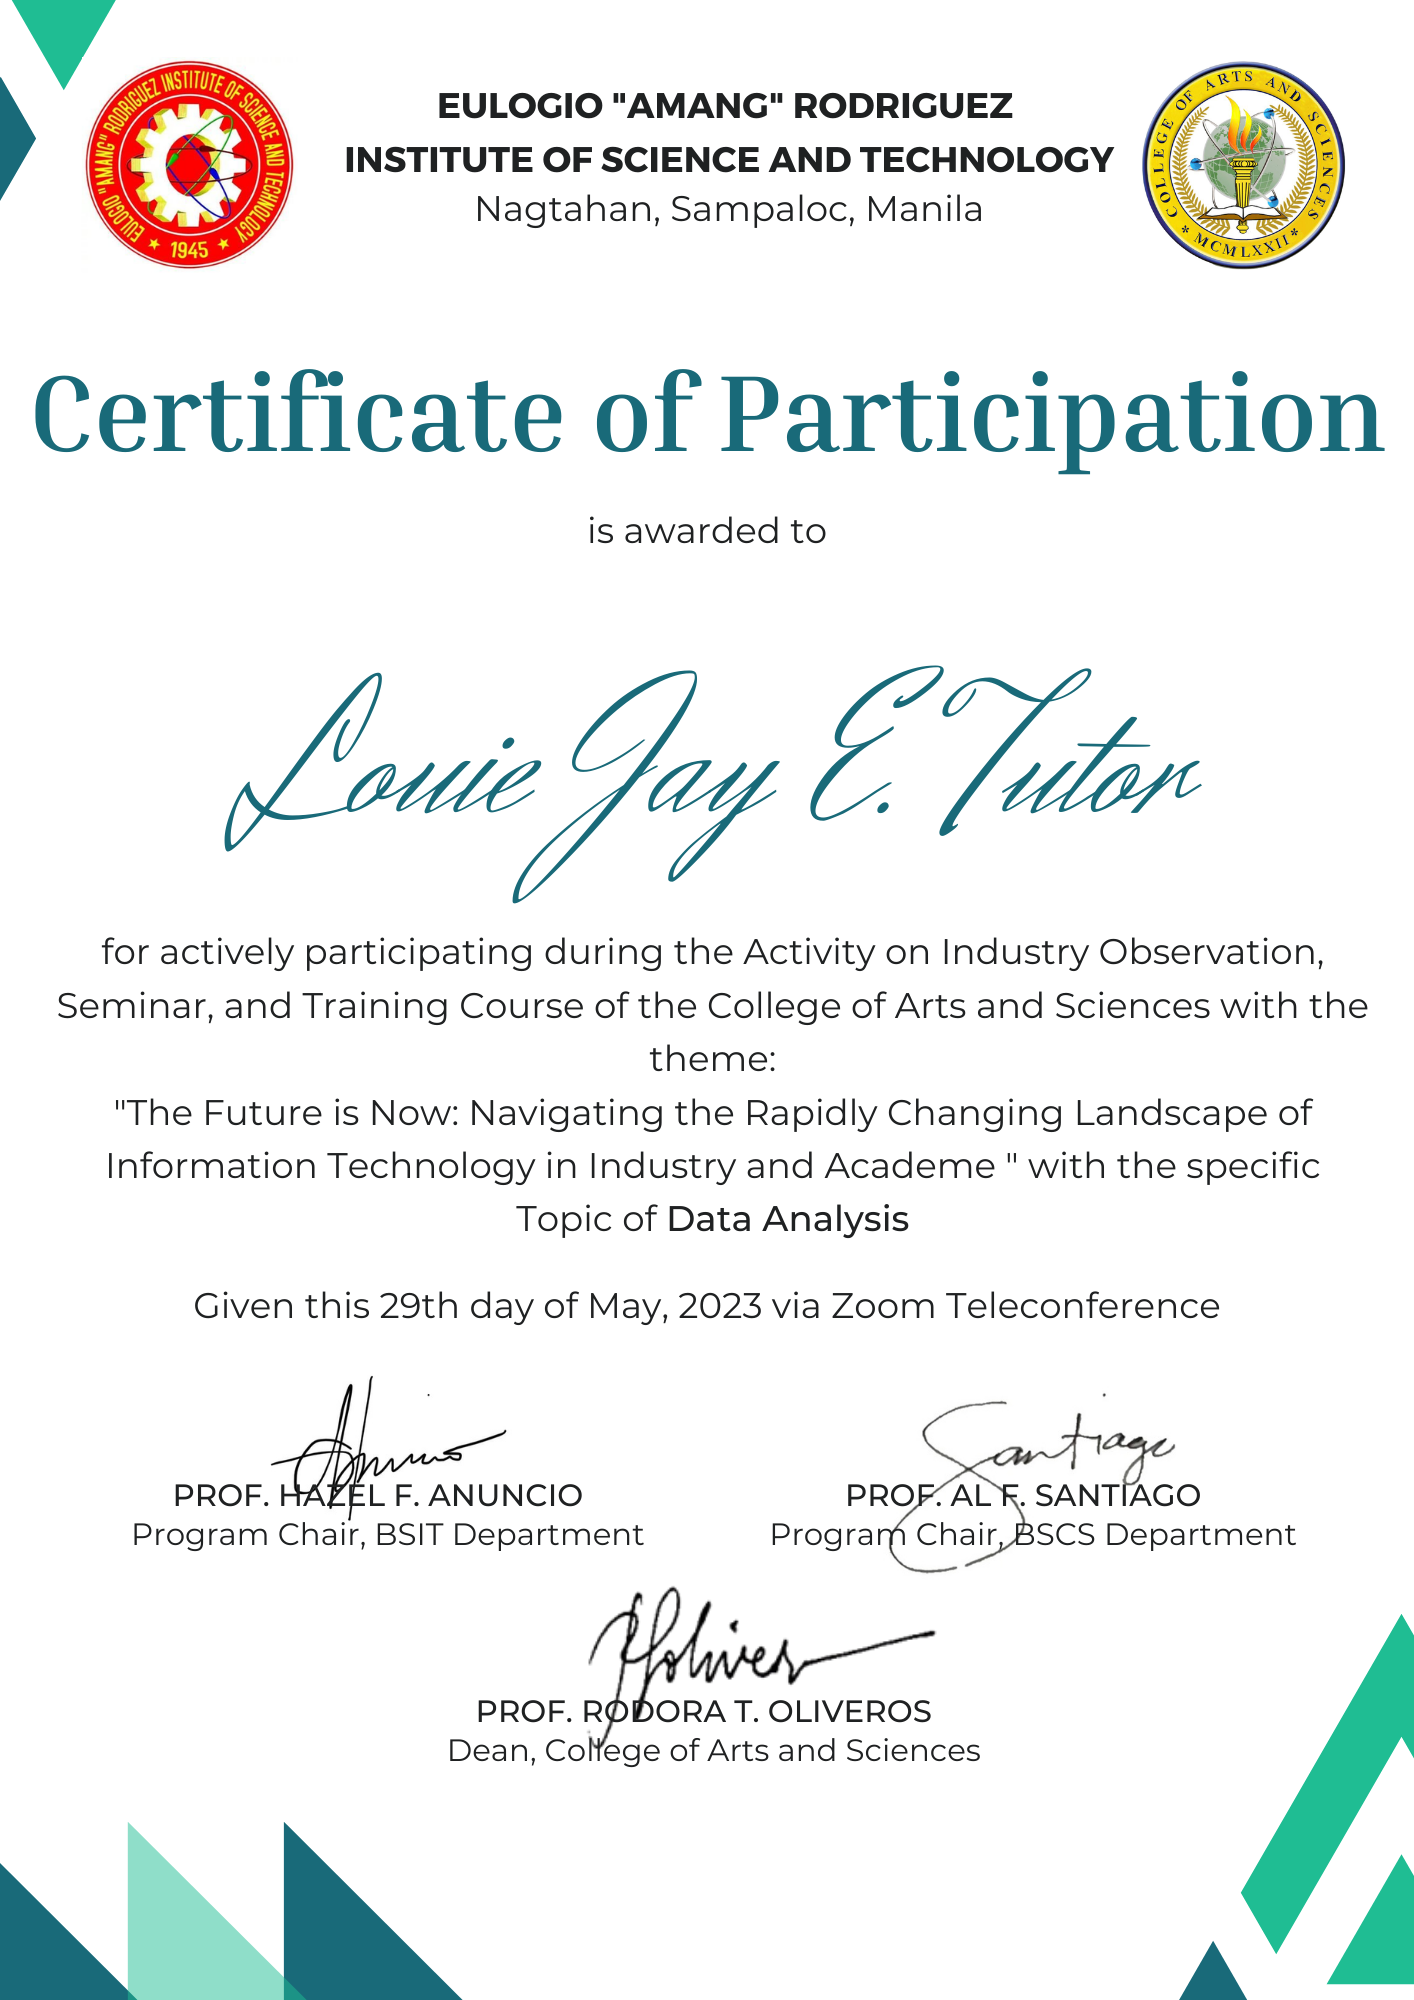 EULOGIO "AMANG" RODRIGUEZ INSTITUTE OF SCIENCE AND TECHNOLOGY
★ 1945 ★
EULOGIO "AMANG" RODRIGUEZ
INSTITUTE OF SCIENCE AND TECHNOLOGY
Nagtahan, Sampaloc, Manila
COLLEGE OF ARTS AND SCIENCES
* MCMLXXII *
Certificate of Participation
is awarded to
Louie Jay E. Tutor
for actively participating during the Activity on Industry Observation,
Seminar, and Training Course of the College of Arts and Sciences with the
theme:
"The Future is Now: Navigating the Rapidly Changing Landscape of
Information Technology in Industry and Academe " with the specific
Topic of Data Analysis
Given this 29th day of May, 2023 via Zoom Teleconference
Santiago
PROF. HAZEL F. ANUNCIO
Program Chair, BSIT Department
PROF. AL F. SANTIAGO
Program Chair, BSCS Department
PROF. RODORA T. OLIVEROS
Dean, College of Arts and Sciences